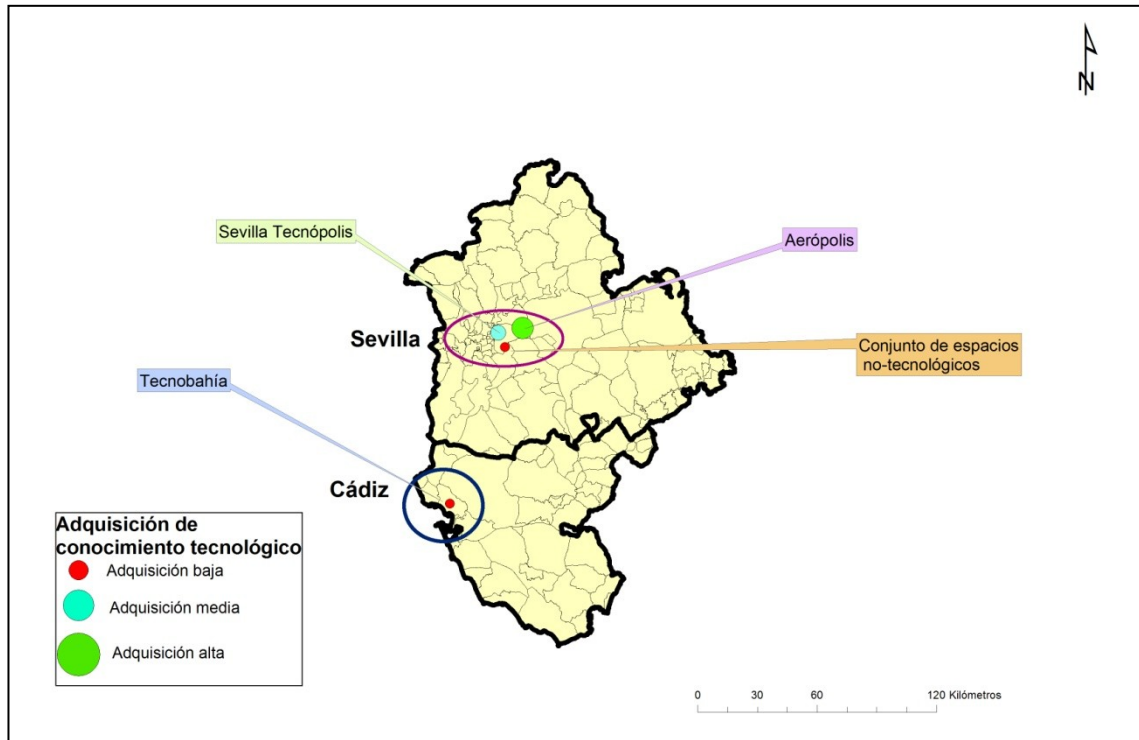 N
Sevilla Tecnópolis
Aerópolis
Sevilla
Conjunto de espacios
no-tecnológicos
Tecnobahía
Cádiz
Adquisición de
conocimiento tecnológico
Adquisición baja
Adquisición media
Adquisición alta
0 30 60 120 Kilómetros